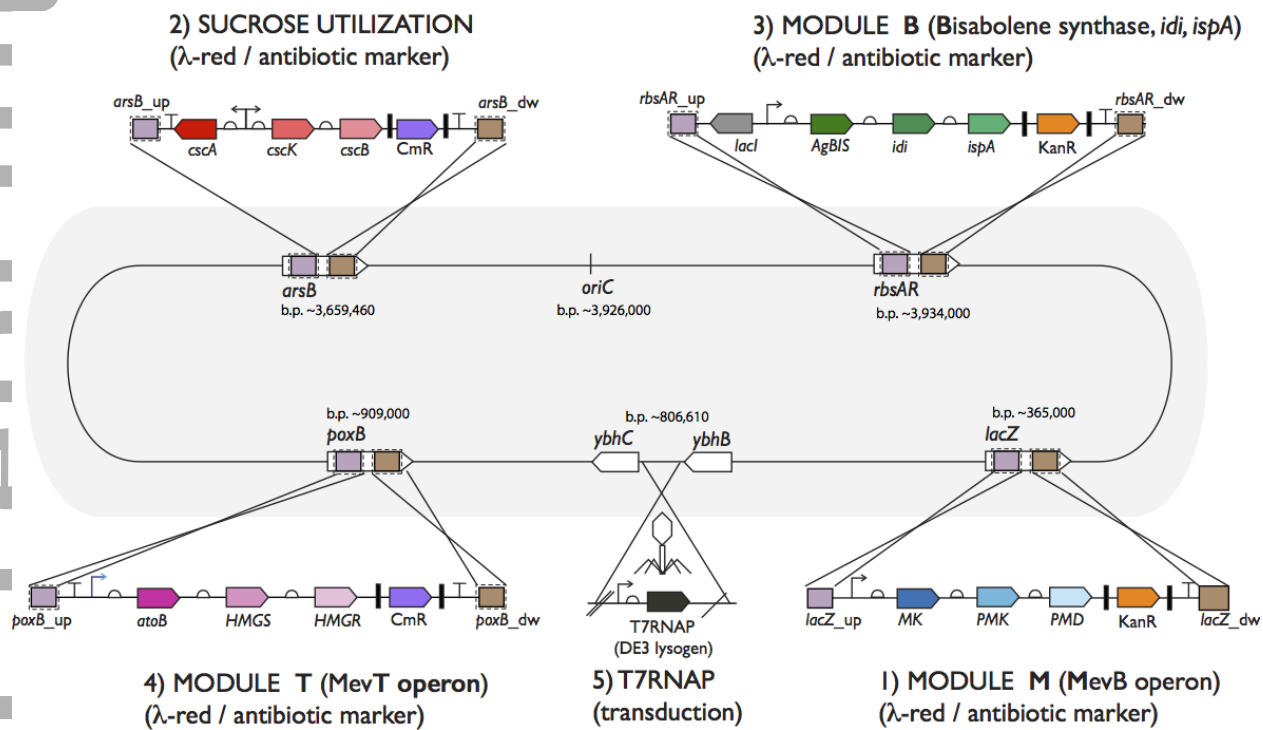 2) SUCROSE UTILIZATION
(λ-red / antibiotic marker)
3) MODULE B (Bisabolene synthase, idi, ispA)
(λ-red / antibiotic marker)
arsB_up
arsB_dw
cscA
cscK
cscB
CmR
rbsAR_up
rbsAR_dw
lacI
AgBIS
idi
ispA
KanR
arsB
b.p. ~3,659,460
oriC
b.p. ~3,926,000
rbsAR
b.p. ~3,934,000
b.p. ~909,000
poxB
b.p. ~806,610
ybhC
ybhB
b.p. ~365,000
lacZ
poxB_up
atoB
HMGS
HMGR
CmR
poxB_dw
T7RNAP
(DE3 lysogen)
lacZ_up
MK
PMK
PMD
KanR
lacZ_dw
4) MODULE T (MevT operon)
(λ-red / antibiotic marker)
5) T7RNAP
(transduction)
1) MODULE M (MevB operon)
(λ-red / antibiotic marker)